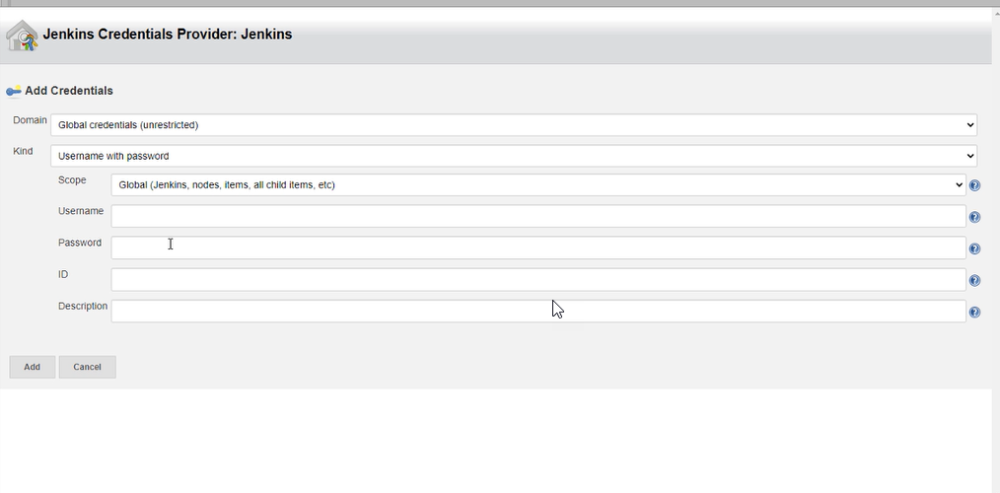 Jenkins Credentials Provider: Jenkins
Add Credentials
Domain
Global credentials (unrestricted)
Kind
Username with password
Scope
Global (Jenkins, nodes, items, all child items, etc)
Username
Password
ID
Description
Add
Cancel